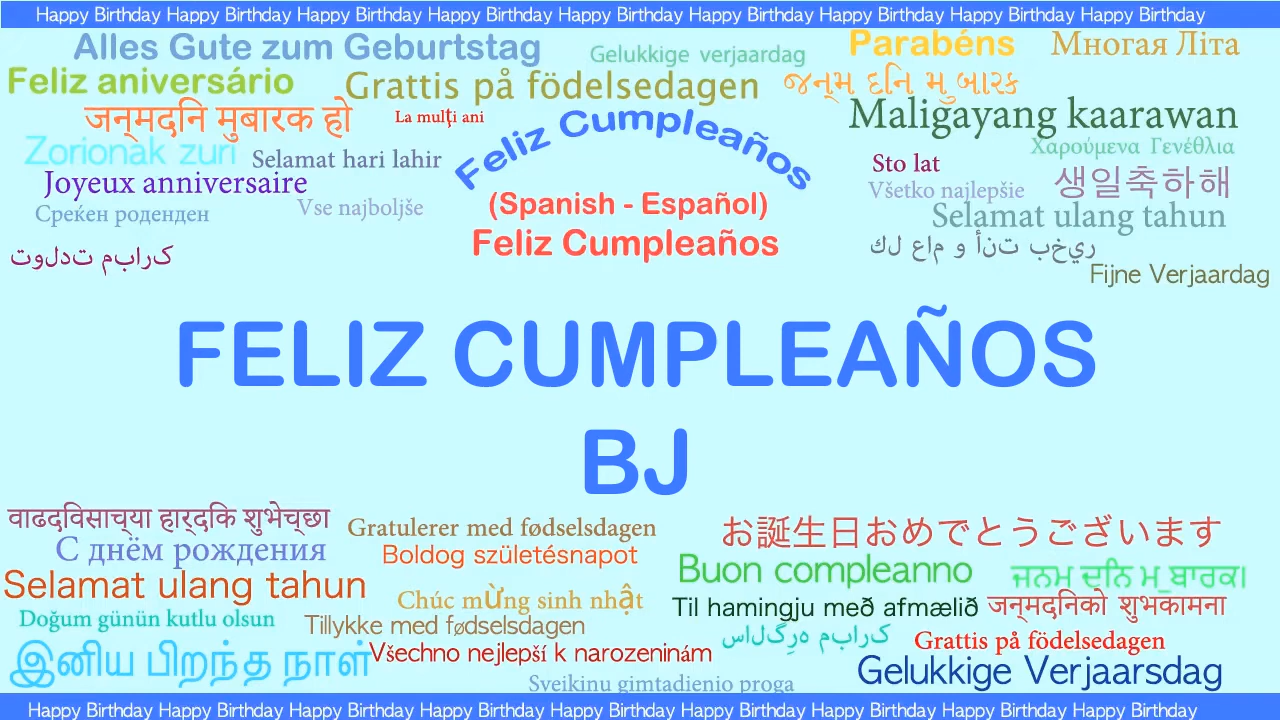 Happy Birthday Happy Birthday Happy Birthday Happy Birthday Happy Birthday Happy Birthday Happy Birthday Happy Birthday Happy Birthday
Alles Gute zum Geburtstag
Gelukkige verjaardag
Parabéns
Многая Літа
Feliz aniversário
Grattis på födelsedagen
જન્મ દિન મુબારક
जन्मदिन मुबारक हो
La mulţi ani
Feliz Cumpleaños
Maligayang kaarawan
Zorionak zuri
Selamat hari lahir
Χαρούμενα Γενέθλια
Sto lat
Joyeux anniversaire
Všetko najlepšie
생일축하해
Среќен роденден
Vse najboljše
(Spanish - Español)
Selamat ulang tahun
Feliz Cumpleaños
تولدت مبارک
كل عام و أنت بخير
Fijne Verjaardag
FELIZ CUMPLEAÑOS
BJ
वाढदिवसाच्या हार्दिक शुभेच्छा
Gratulerer med fødselsdagen
お誕生日おめでとうございます
С днём рождения
Boldog születésnapot
Buon compleanno
ਜਨਮ ਦਿਨ ਮੁਬਾਰਕ।
Selamat ulang tahun
Chúc mừng sinh nhật
Til hamingju með afmælið
जन्मदिनको शुभकामना
Doğum günün kutlu olsun
Tillykke med fødselsdagen
سالگرہ مبارک
Grattis på födelsedagen
இனிய பிறந்த நாள்
Všechno nejlepší k narozeninám
Gelukkige Verjaarsdag
Sveikinu gimtadienio proga
Happy Birthday Happy Birthday Happy Birthday Happy Birthday Happy Birthday Happy Birthday Happy Birthday Happy Birthday Happy Birthday